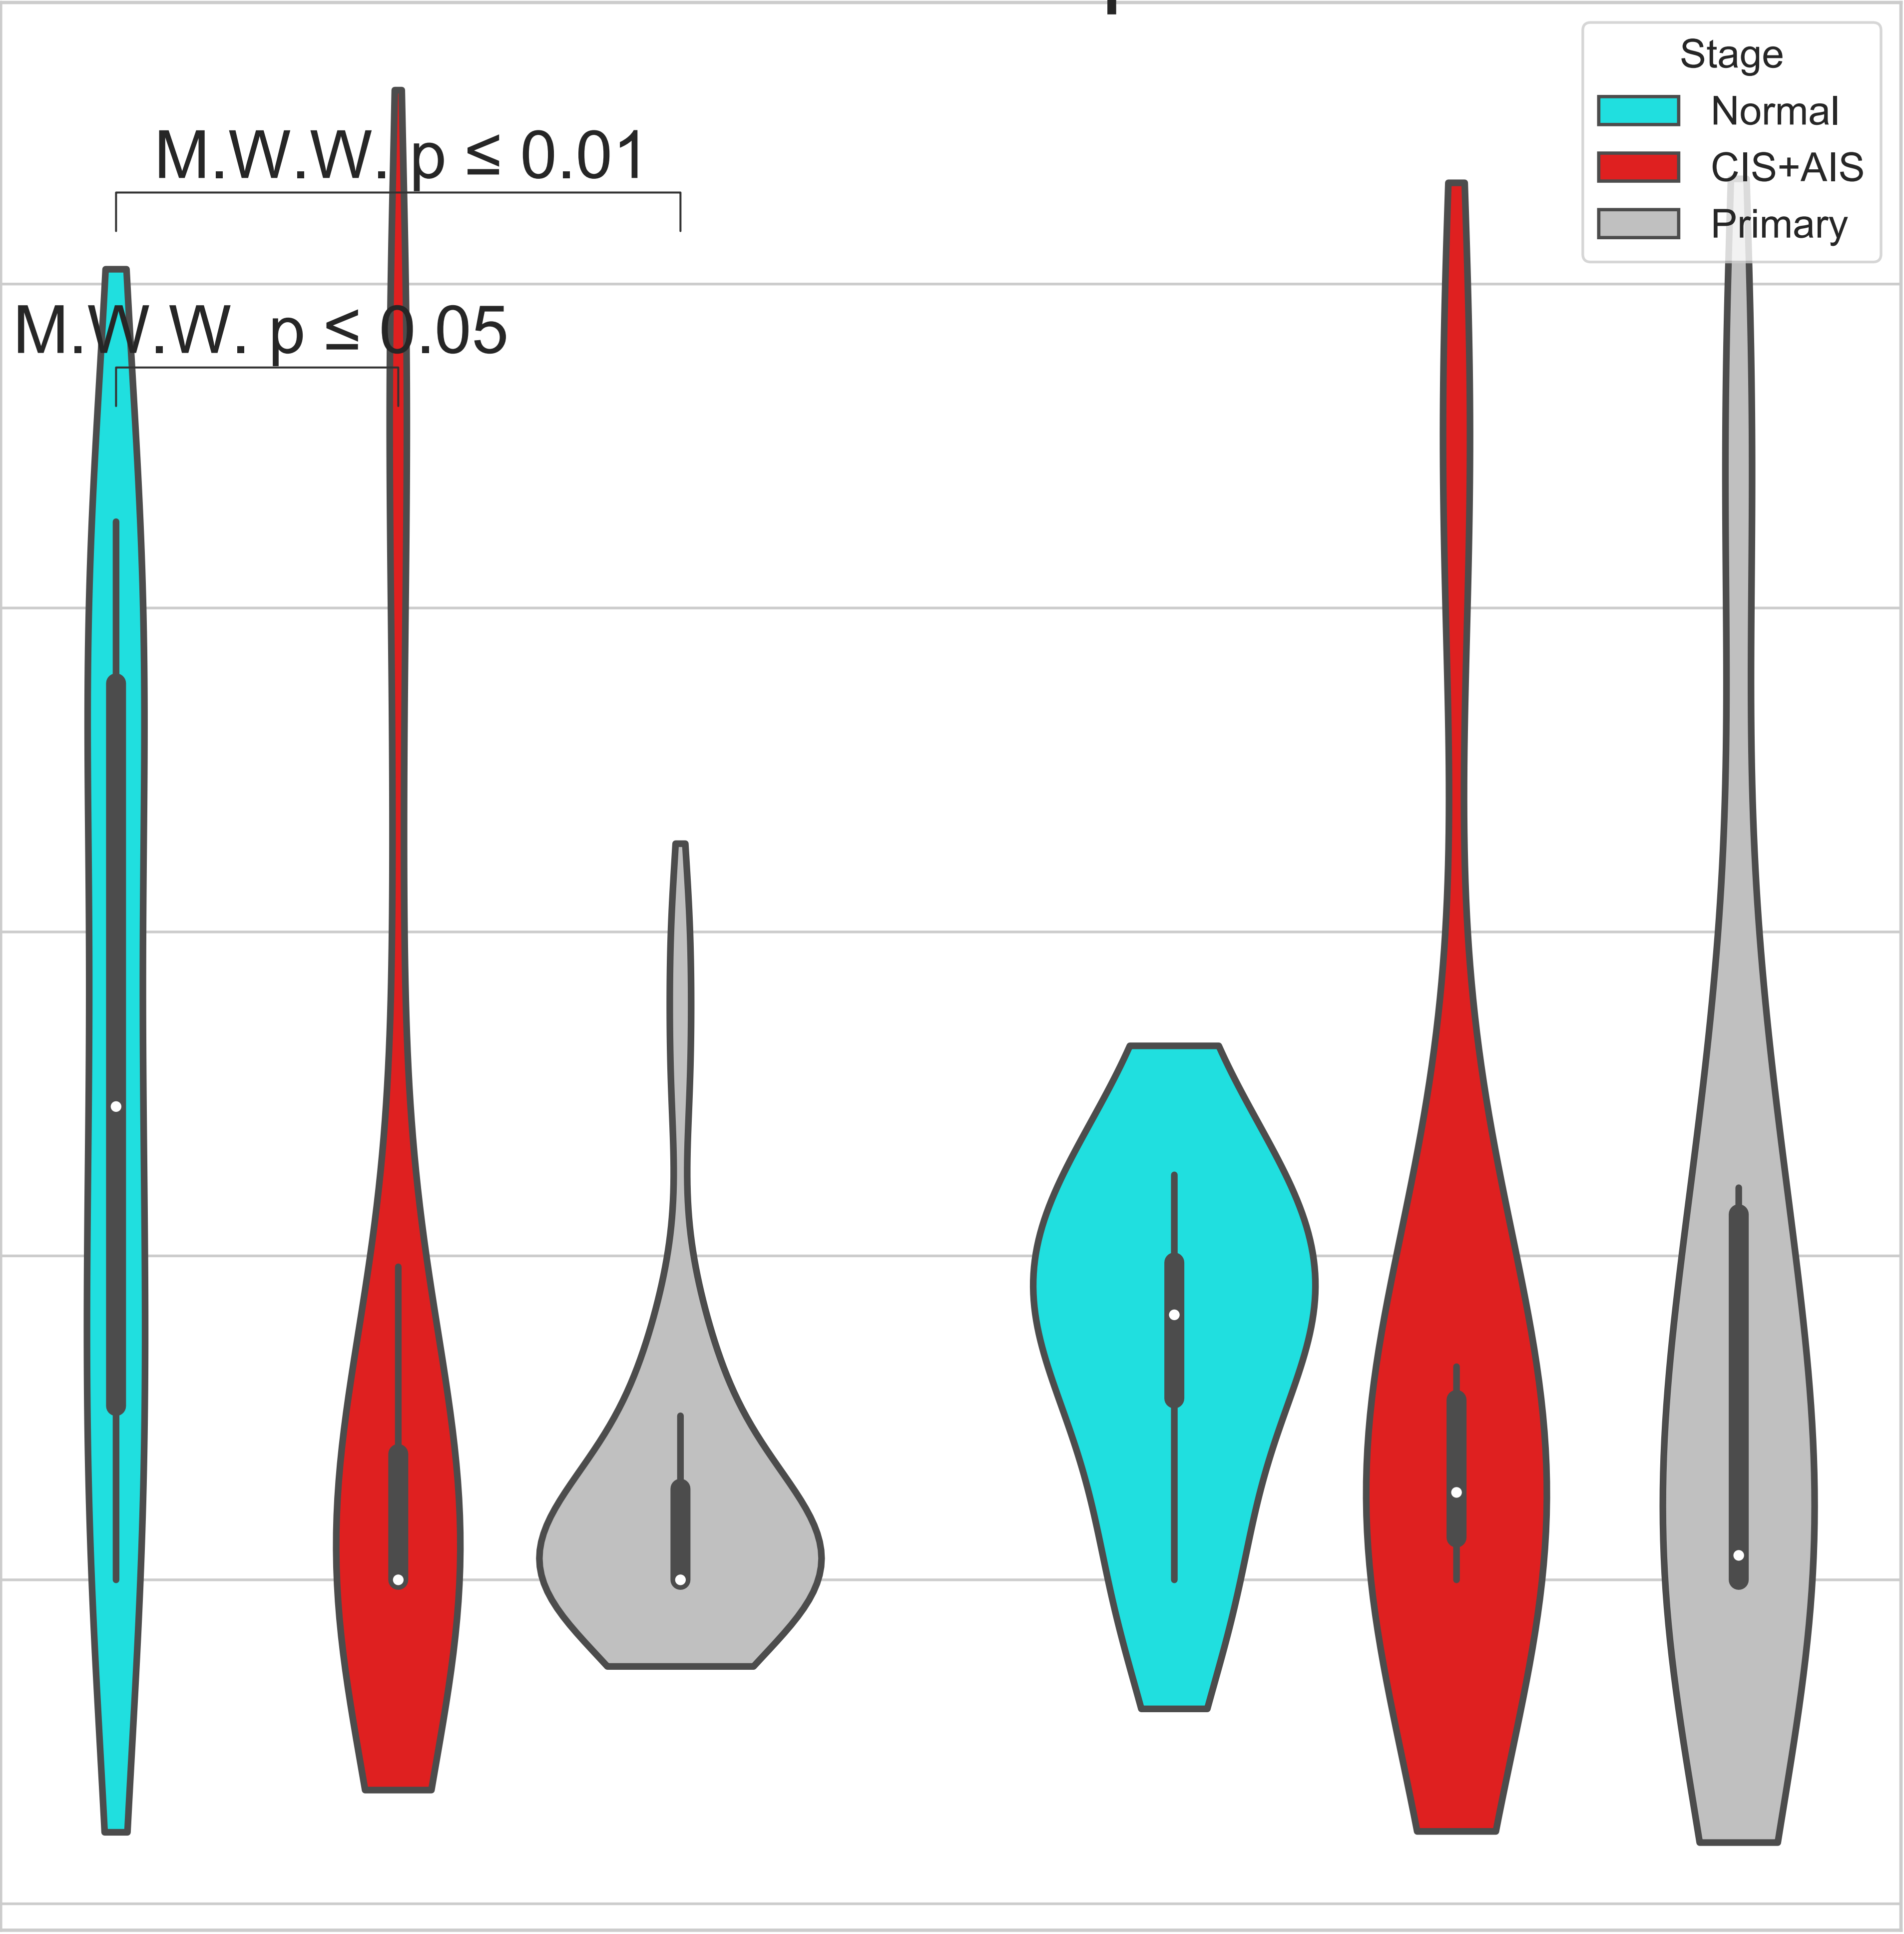 Stage
Normal
CIS+AIS
Primary
M.W.W. p ≤ 0.01
M.W.W. p ≤ 0.05